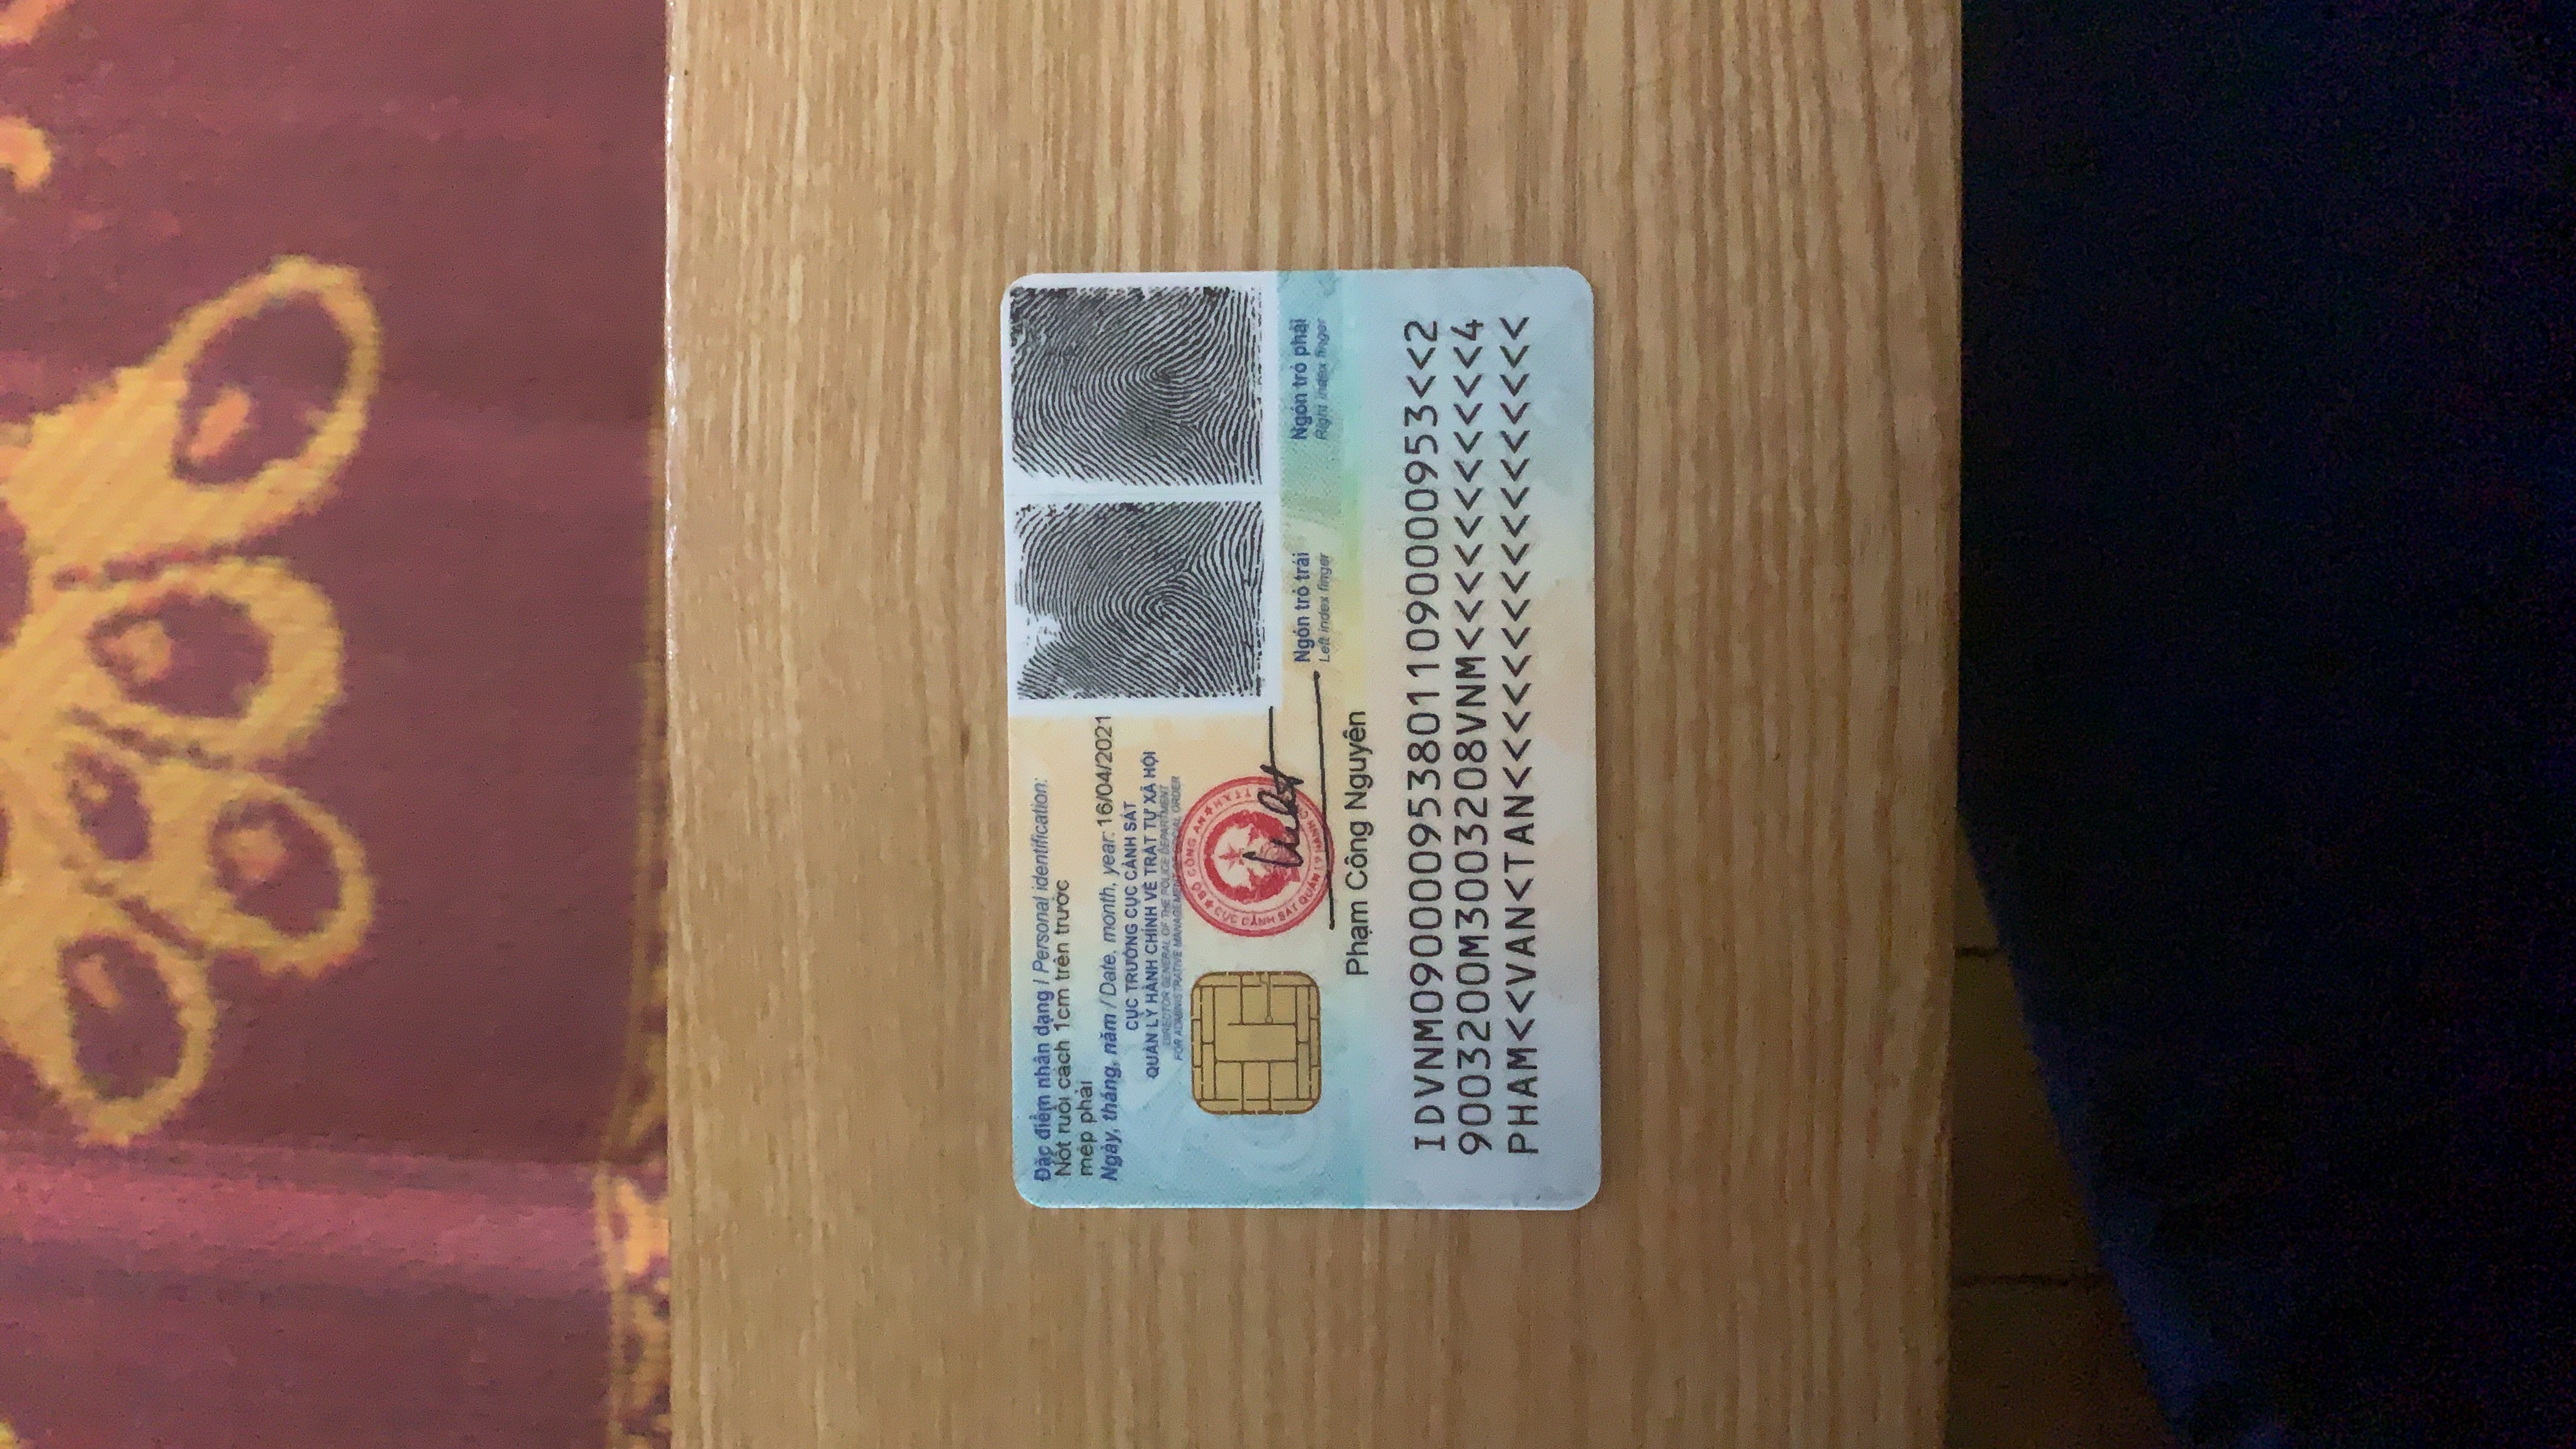 Đặc điểm nhân dạng / Personal identification:
Nốt ruồi cách 1cm trên trước
mép phải
Ngày, tháng, năm / Date, month, year: 16/04/2021
CỤC TRƯỞNG CỤC CẢNH SÁT
QUẢN LÝ HÀNH CHÍNH VỀ TRẬT TỰ XÃ HỘI
DIRECTOR GENERAL OF THE POLICE DEPARTMENT
FOR ADMINISTRATIVE MANAGEMENT OF SOCIAL ORDER
BỘ CÔNG AN
CỤC CẢNH SÁT QUẢN LÝ HÀNH
Ngón trỏ trái
Left index finger
Ngón trỏ phải
Right index finger
Phạm Công Nguyên
IDVNM0900009538011090000953<<2
9003200M3003208VNM<<<<<<<<<<<4
PHAM<<VAN<TAN<<<<<<<<<<<<<<<<<